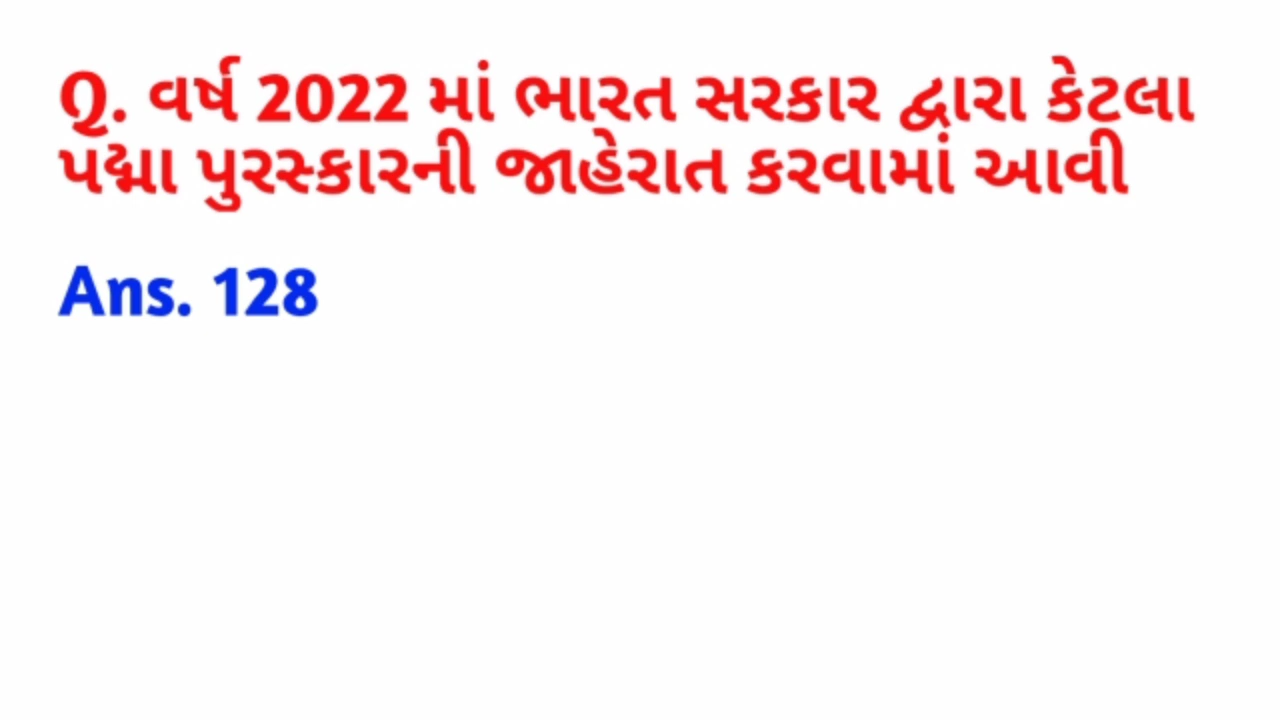 Q. વર્ષ 2022 માં ભારત સરકાર દ્વારા કેટલા
પદ્મા પુરસ્કારની જાહેરાત કરવામાં આવી
Ans. 128